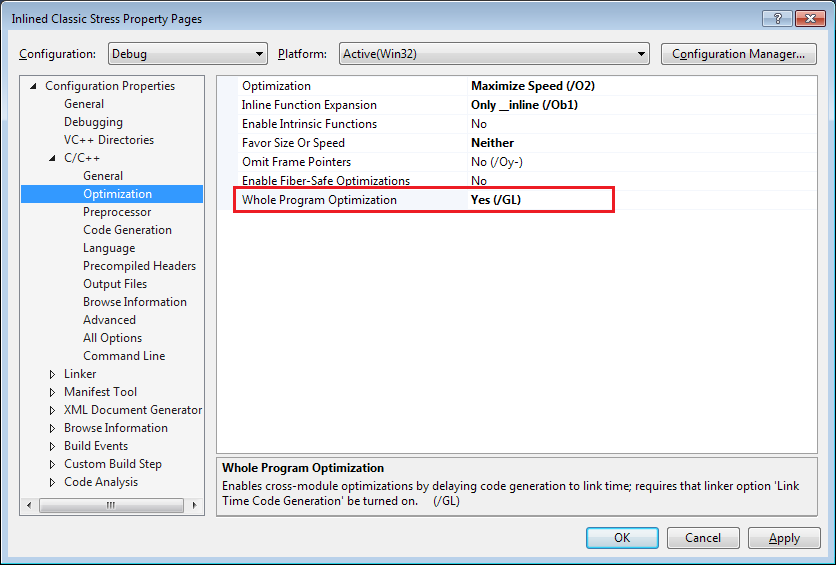 Inlined Classic Stress Property Pages
Configuration: Debug Platform: Active(Win32) Configuration Manager...
Configuration Properties
General
Debugging
VC++ Directories
C/C++
General
Optimization
Preprocessor
Code Generation
Language
Precompiled Headers
Output Files
Browse Information
Advanced
All Options
Command Line
Linker
Manifest Tool
XML Document Generator
Browse Information
Build Events
Custom Build Step
Code Analysis
Optimization Maximize Speed (/O2)
Inline Function Expansion Only __inline (/Ob1)
Enable Intrinsic Functions No
Favor Size Or Speed Neither
Omit Frame Pointers No (/Oy-)
Enable Fiber-Safe Optimizations No
Whole Program Optimization Yes (/GL)
Whole Program Optimization
Enables cross-module optimizations by delaying code generation to link time; requires that linker option 'Link
Time Code Generation' be turned on. (/GL)
OK Cancel Apply